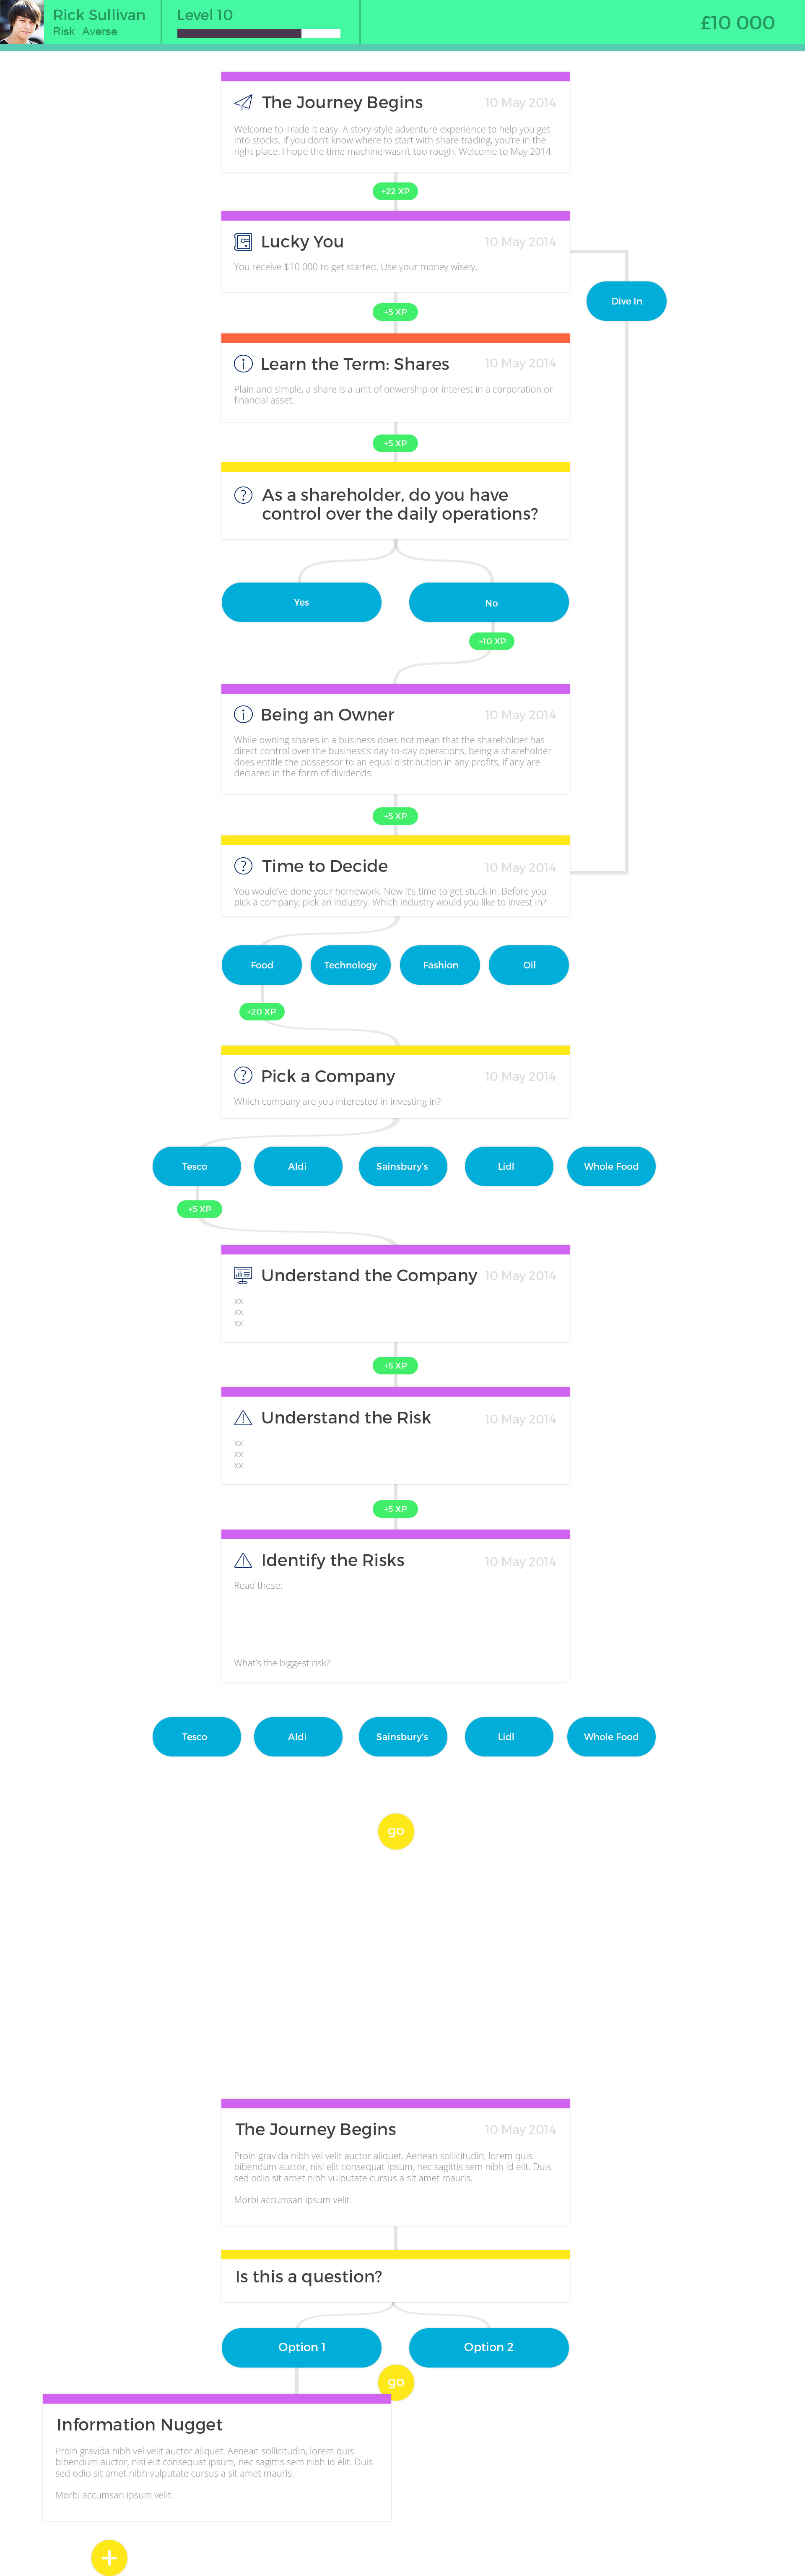 Rick Sullivan
Risk Averse
Level 10
£10 000
The Journey Begins
10 May 2014
Welcome to Trade it easy. A story-style adventure experience to help you get
into stocks. If you don't know where to start with share trading, you're in the
right place. I hope the time machine wasn't too rough. Welcome to May 2014.
+22 XP
Lucky You
10 May 2014
You receive $10 000 to get started. Use your money wisely.
Dive In
+5 XP
Learn the Term: Shares
10 May 2014
Plain and simple, a share is a unit of onwership or interest in a corporation or
financial asset.
+5 XP
As a shareholder, do you have
control over the daily operations?
Yes
No
+10 XP
Being an Owner
10 May 2014
While owning shares in a business does not mean that the shareholder has
direct control over the business's day-to-day operations, being a shareholder
does entitle the possessor to an equal distribution in any profits, if any are
declared in the form of dividends.
+5 XP
Time to Decide
10 May 2014
You would've done your homework. Now it's time to get stuck in. Before you
pick a company, pick an industry. Which industry would you like to invest in?
Food
Technology
Fashion
Oil
+20 XP
Pick a Company
10 May 2014
Which company are you interested in investing in?
Tesco
Aldi
Sainsbury's
Lidl
Whole Food
+5 XP
Understand the Company
10 May 2014
xx
xx
xx
+5 XP
Understand the Risk
10 May 2014
xx
xx
xx
+5 XP
Identify the Risks
10 May 2014
Read these:
What's the biggest risk?
Tesco
Aldi
Sainsbury's
Lidl
Whole Food
go
The Journey Begins
10 May 2014
Proin gravida nibh vel velit auctor aliquet. Aenean sollicitudin, lorem quis
bibendum auctor, nisi elit consequat ipsum, nec sagittis sem nibh id elit. Duis
sed odio sit amet nibh vulputate cursus a sit amet mauris.
Morbi accumsan ipsum velit.
Is this a question?
Option 1
Option 2
go
Information Nugget
Proin gravida nibh vel velit auctor aliquet. Aenean sollicitudin, lorem quis
bibendum auctor, nisi elit consequat ipsum, nec sagittis sem nibh id elit. Duis
sed odio sit amet nibh vulputate cursus a sit amet mauris.
Morbi accumsan ipsum velit.
+